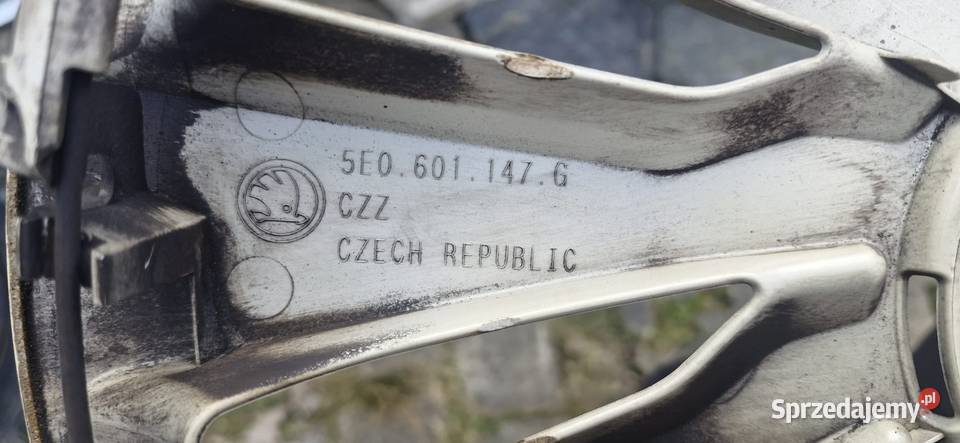 5E0.601.147.G
CZZ
CZECH REPUBLIC
Sprzedajemy.pl